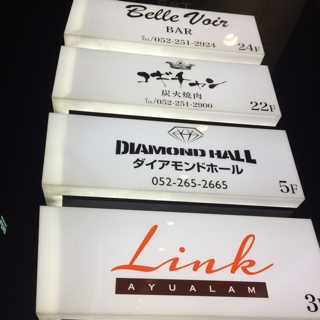 Belle Voir
BAR
TEL/052-251-2924
24F
コギチャン
炭火焼肉
TEL/052-251-2900
22F
DIAMOND HALL
ダイアモンドホール
052-265-2665
5F
Link
AYUALAM
3